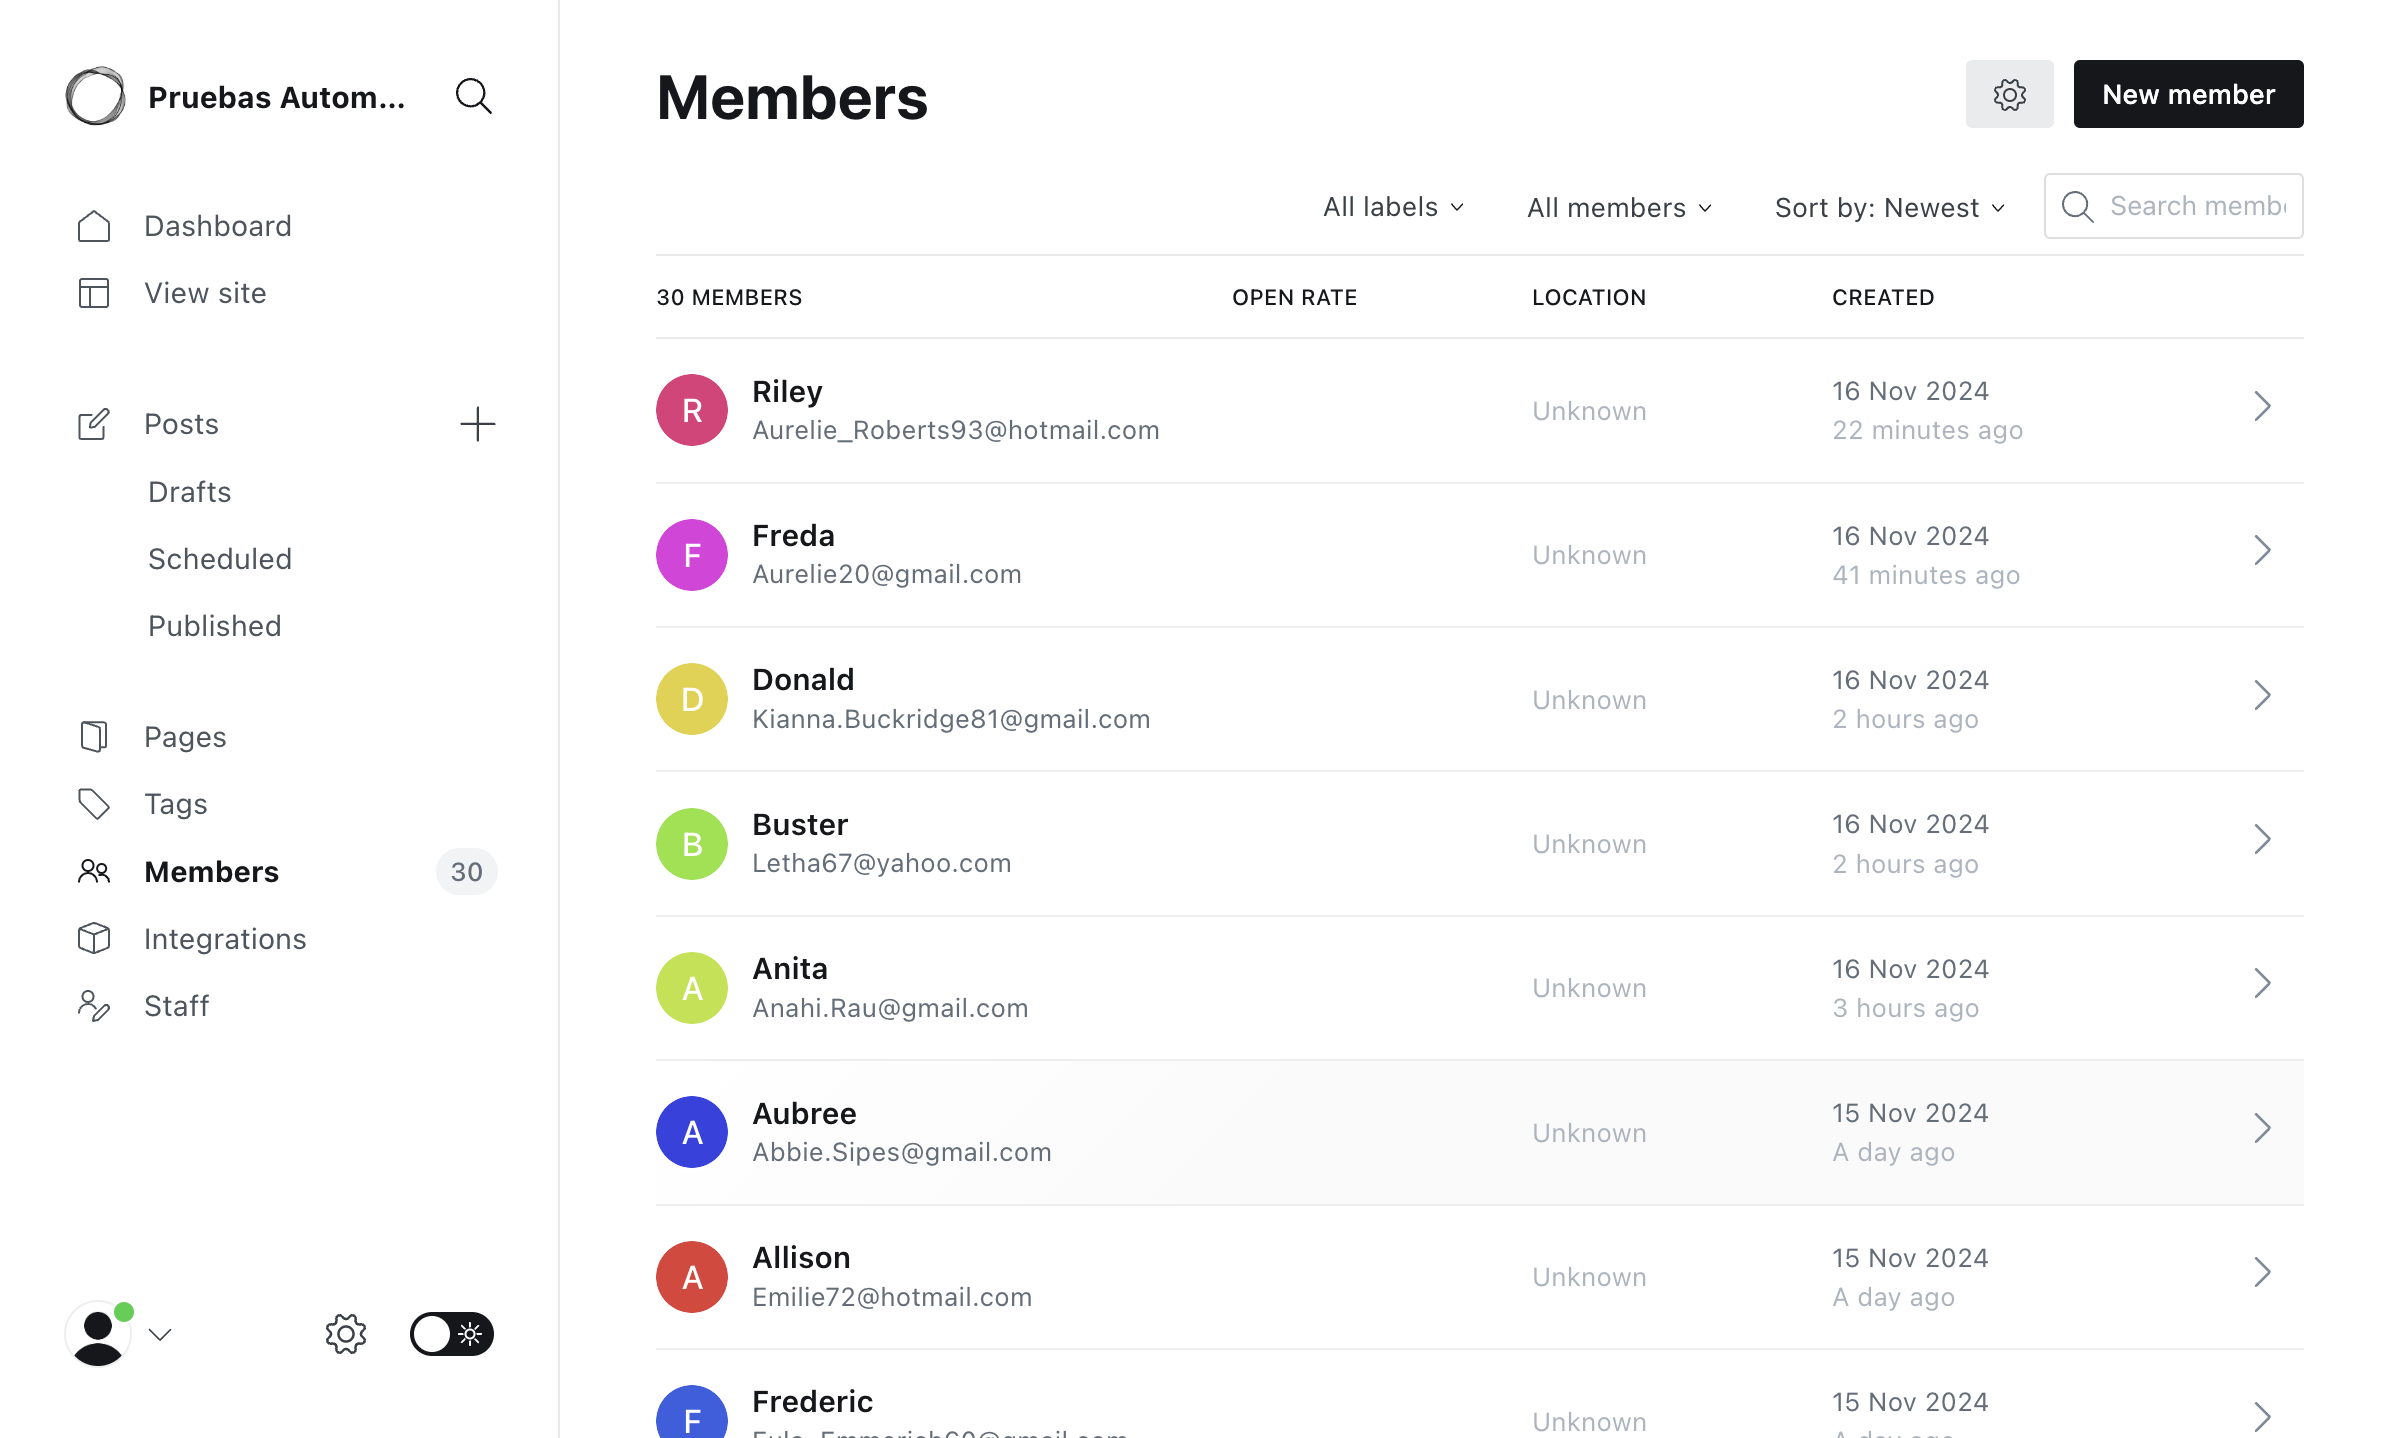 Pruebas Autom...
Dashboard
View site
Posts
Drafts
Scheduled
Published
Pages
Tags
Members 30
Integrations
Staff
Members
New member
All labels
All members
Sort by: Newest
30 MEMBERS OPEN RATE LOCATION CREATED
R Riley Unknown 16 Nov 2024
Aurelie_Roberts93@hotmail.com 22 minutes ago
F Freda Unknown 16 Nov 2024
Aurelie20@gmail.com 41 minutes ago
D Donald Unknown 16 Nov 2024
Kianna.Buckridge81@gmail.com 2 hours ago
B Buster Unknown 16 Nov 2024
Letha67@yahoo.com 2 hours ago
A Anita Unknown 16 Nov 2024
Anahi.Rau@gmail.com 3 hours ago
A Aubree Unknown 15 Nov 2024
Abbie.Sipes@gmail.com A day ago
A Allison Unknown 15 Nov 2024
Emilie72@hotmail.com A day ago
F Frederic Unknown 15 Nov 2024